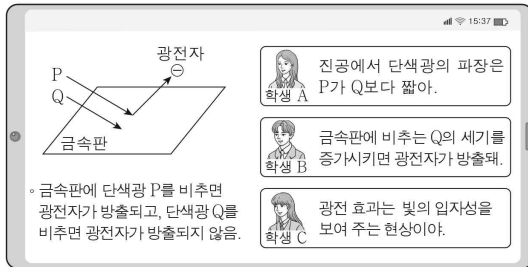 15:37
광전자
P
Q
금속판
◦ 금속판에 단색광 P를 비추면
광전자가 방출되고, 단색광 Q를
비추면 광전자가 방출되지 않음.
학생 A
진공에서 단색광의 파장은
P가 Q보다 짧아.
학생 B
금속판에 비추는 Q의 세기를
증가시키면 광전자가 방출돼.
학생 C
광전 효과는 빛의 입자성을
보여 주는 현상이야.